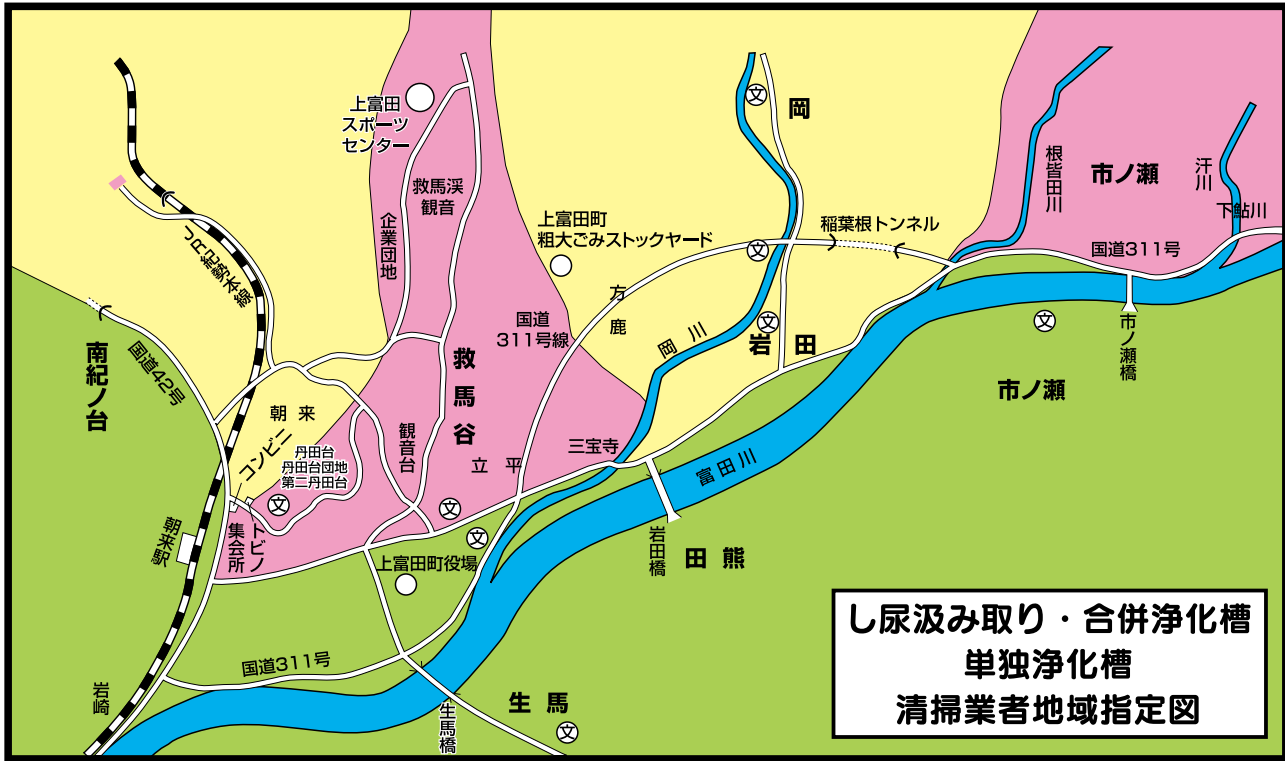 上富田
スポーツ
センター
救馬渓
観音
企業団地
JR紀勢本線
上富田町
粗大ごみストックヤード
文
岡
文
稲葉根トンネル
根皆田川
市ノ瀬
汗川
下鮎川
国道311号
方鹿
国道
311号線
岡川
文
岩田
文
市ノ瀬橋
市ノ瀬
南紀ノ台
国道42号
救馬谷
朝来
コンビニ
丹田台
丹田台団地
第二丹田台
観音台
立平
三宝寺
富田川
文
文
文
トビノ
集会所
朝来駅
上富田町役場
岩田橋
田熊
国道311号
岩崎
生馬橋
生馬
文
し尿汲み取り・合併浄化槽
単独浄化槽
清掃業者地域指定図